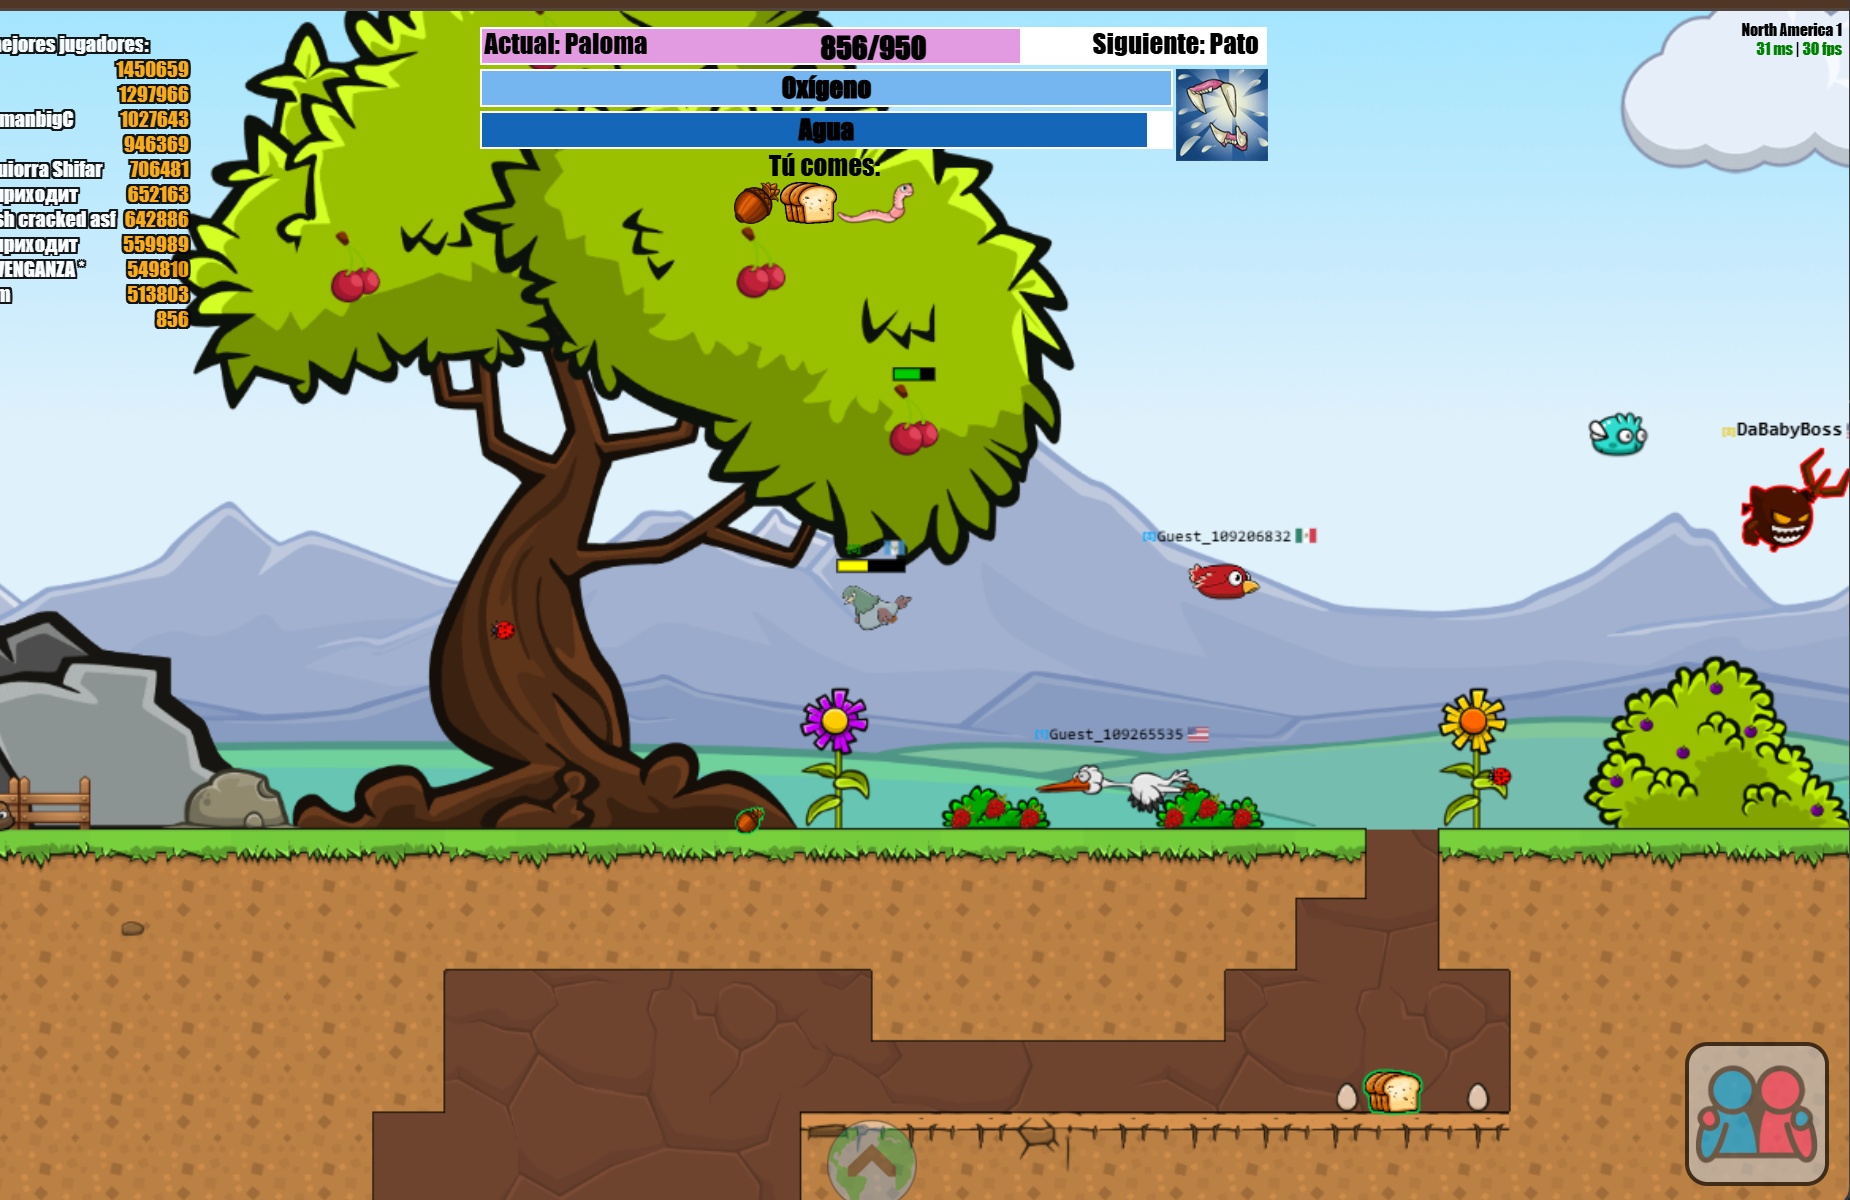 ejores jugadores:
1450659
1297966
manbigC 1027643
946369
uiorra Shifar 706481
приходит 652163
sh cracked asf 642886
приходит 559989
VENGANZA * 549810
m 513803
856
Actual: Paloma 856/950 Siguiente: Pato
Oxígeno
Agua
Tú comes:
North America 1
31 ms | 30 fps
DaBabyBoss
Guest_109206832
Guest_109265535